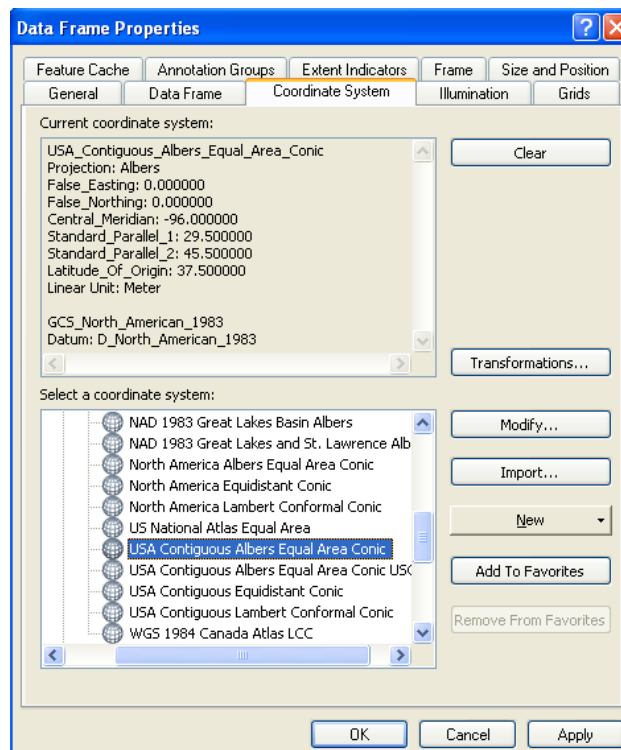 Data Frame Properties
Feature Cache Annotation Groups Extent Indicators Frame Size and Position
General Data Frame Coordinate System Illumination Grids
Current coordinate system:
USA_Contiguous_Albers_Equal_Area_Conic
Projection: Albers
False_Easting: 0.000000
False_Northing: 0.000000
Central_Meridian: -96.000000
Standard_Parallel_1: 29.500000
Standard_Parallel_2: 45.500000
Latitude_Of_Origin: 37.500000
Linear Unit: Meter
GCS_North_American_1983
Datum: D_North_American_1983
Clear
Transformations...
Select a coordinate system:
NAD 1983 Great Lakes Basin Albers
NAD 1983 Great Lakes and St. Lawrence Alb
North America Albers Equal Area Conic
North America Equidistant Conic
North America Lambert Conformal Conic
US National Atlas Equal Area
USA Contiguous Albers Equal Area Conic
USA Contiguous Albers Equal Area Conic USG
USA Contiguous Equidistant Conic
USA Contiguous Lambert Conformal Conic
WGS 1984 Canada Atlas LCC
Modify...
Import...
New
Add To Favorites
Remove From Favorites
OK Cancel Apply